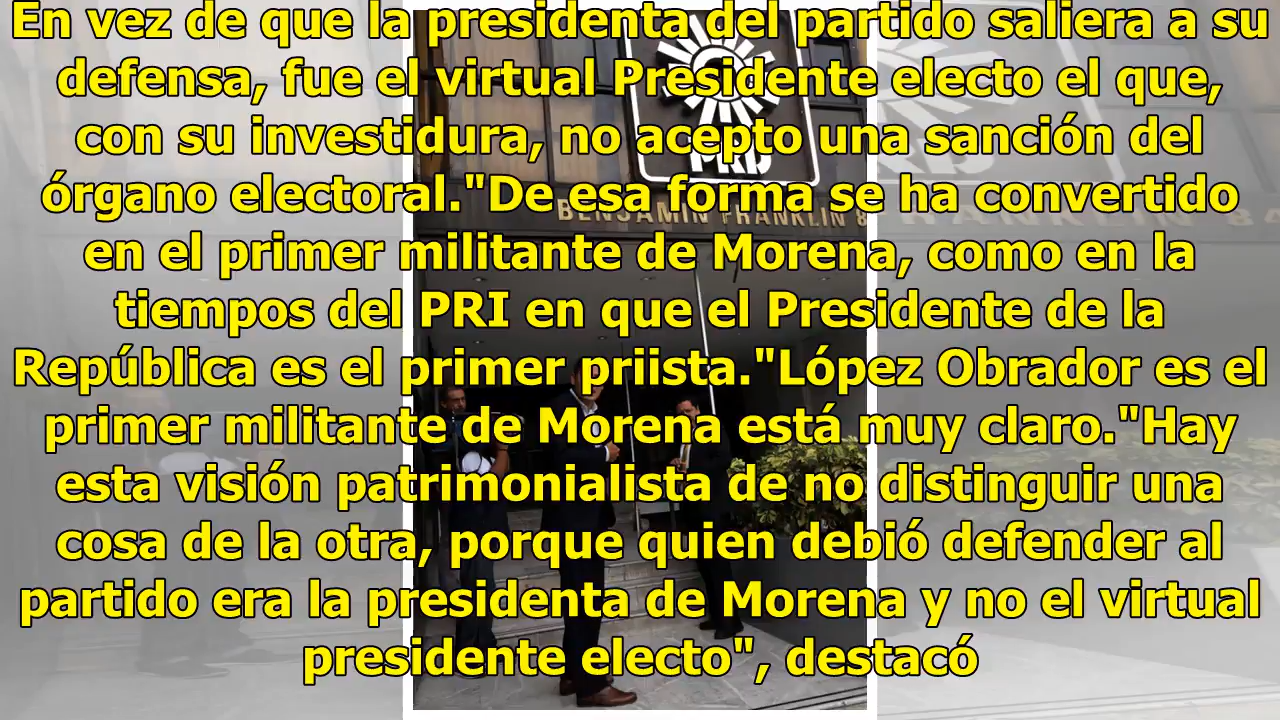 En vez de que la presidenta del partido saliera a su
defensa, fue el virtual Presidente electo el que,
con su investidura, no acepto una sanción del
órgano electoral."De esa forma se ha convertido
en el primer militante de Morena, como en la
tiempos del PRI en que el Presidente de la
República es el primer priista."López Obrador es el
primer militante de Morena está muy claro."Hay
esta visión patrimonialista de no distinguir una
cosa de la otra, porque quien debió defender al
partido era la presidenta de Morena y no el virtual
presidente electo", destacó
PRD
BENJAMIN FRANKLIN 8